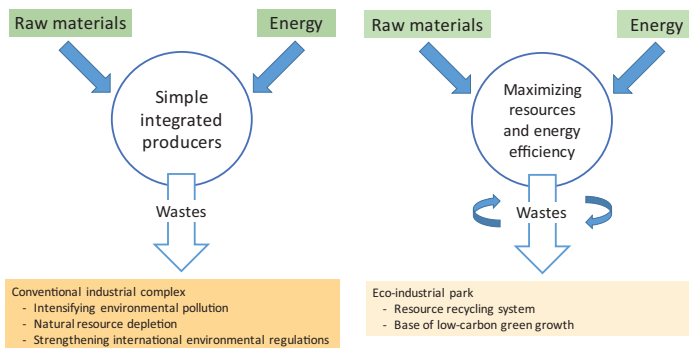 Raw materials
Energy
Simple
integrated
producers
Wastes
Conventional industrial complex
- Intensifying environmental pollution
- Natural resource depletion
- Strengthening international environmental regulations
Raw materials
Energy
Maximizing
resources
and energy
efficiency
Wastes
Eco-industrial park
- Resource recycling system
- Base of low-carbon green growth